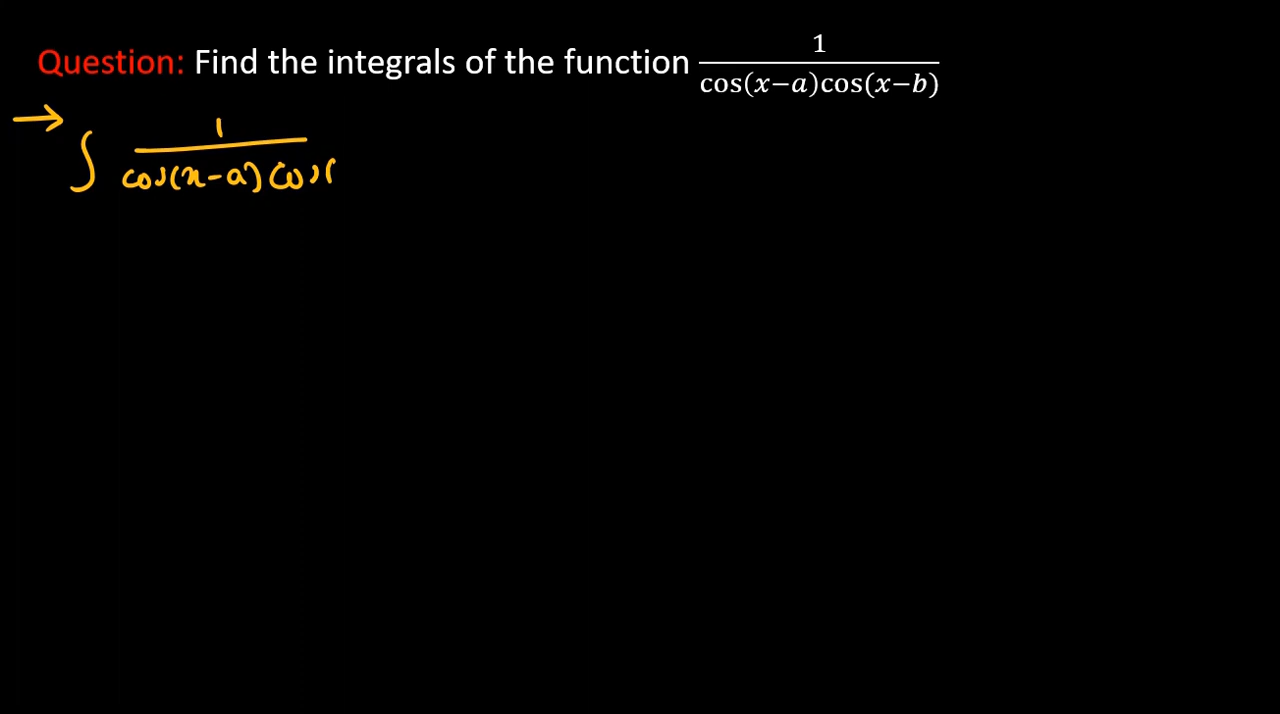 Question: Find the integrals of the function 1/(cos(x−a)cos(x−b))
→ ∫ 1/(cos(x-a) cos(